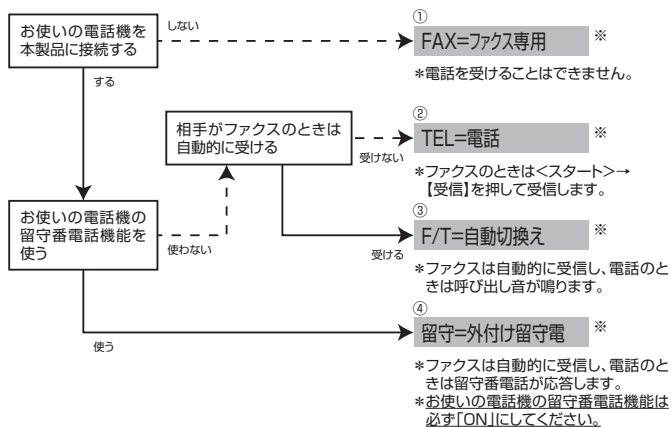 お使いの電話機を
本製品に接続する
しない
する
①
FAX=ファクス専用 ※
*電話を受けることはできません。
相手がファクスのときは
自動的に受ける
受けない
②
TEL=電話 ※
*ファクスのときは<スタート>→
【受信】を押して受信します。
お使いの電話機の
留守番電話機能を
使う
使わない
受ける
③
F/T=自動切換え ※
*ファクスは自動的に受信し、電話のと
きは呼び出し音が鳴ります。
使う
④
留守=外付け留守電 ※
*ファクスは自動的に受信し、電話のと
きは留守番電話が応答します。
*お使いの電話機の留守番電話機能は
必ず「ON」にしてください。